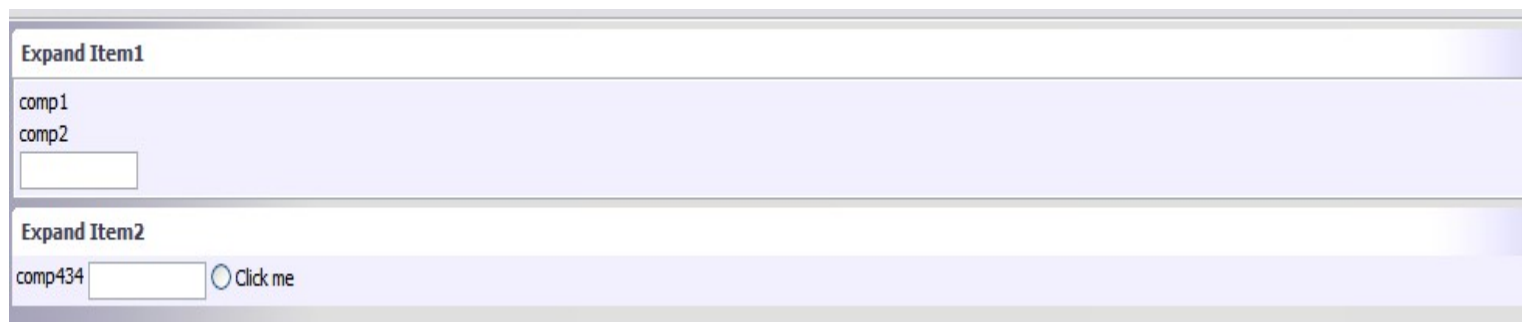 Expand Item1
comp1
comp2
Expand Item2
comp434 Click me